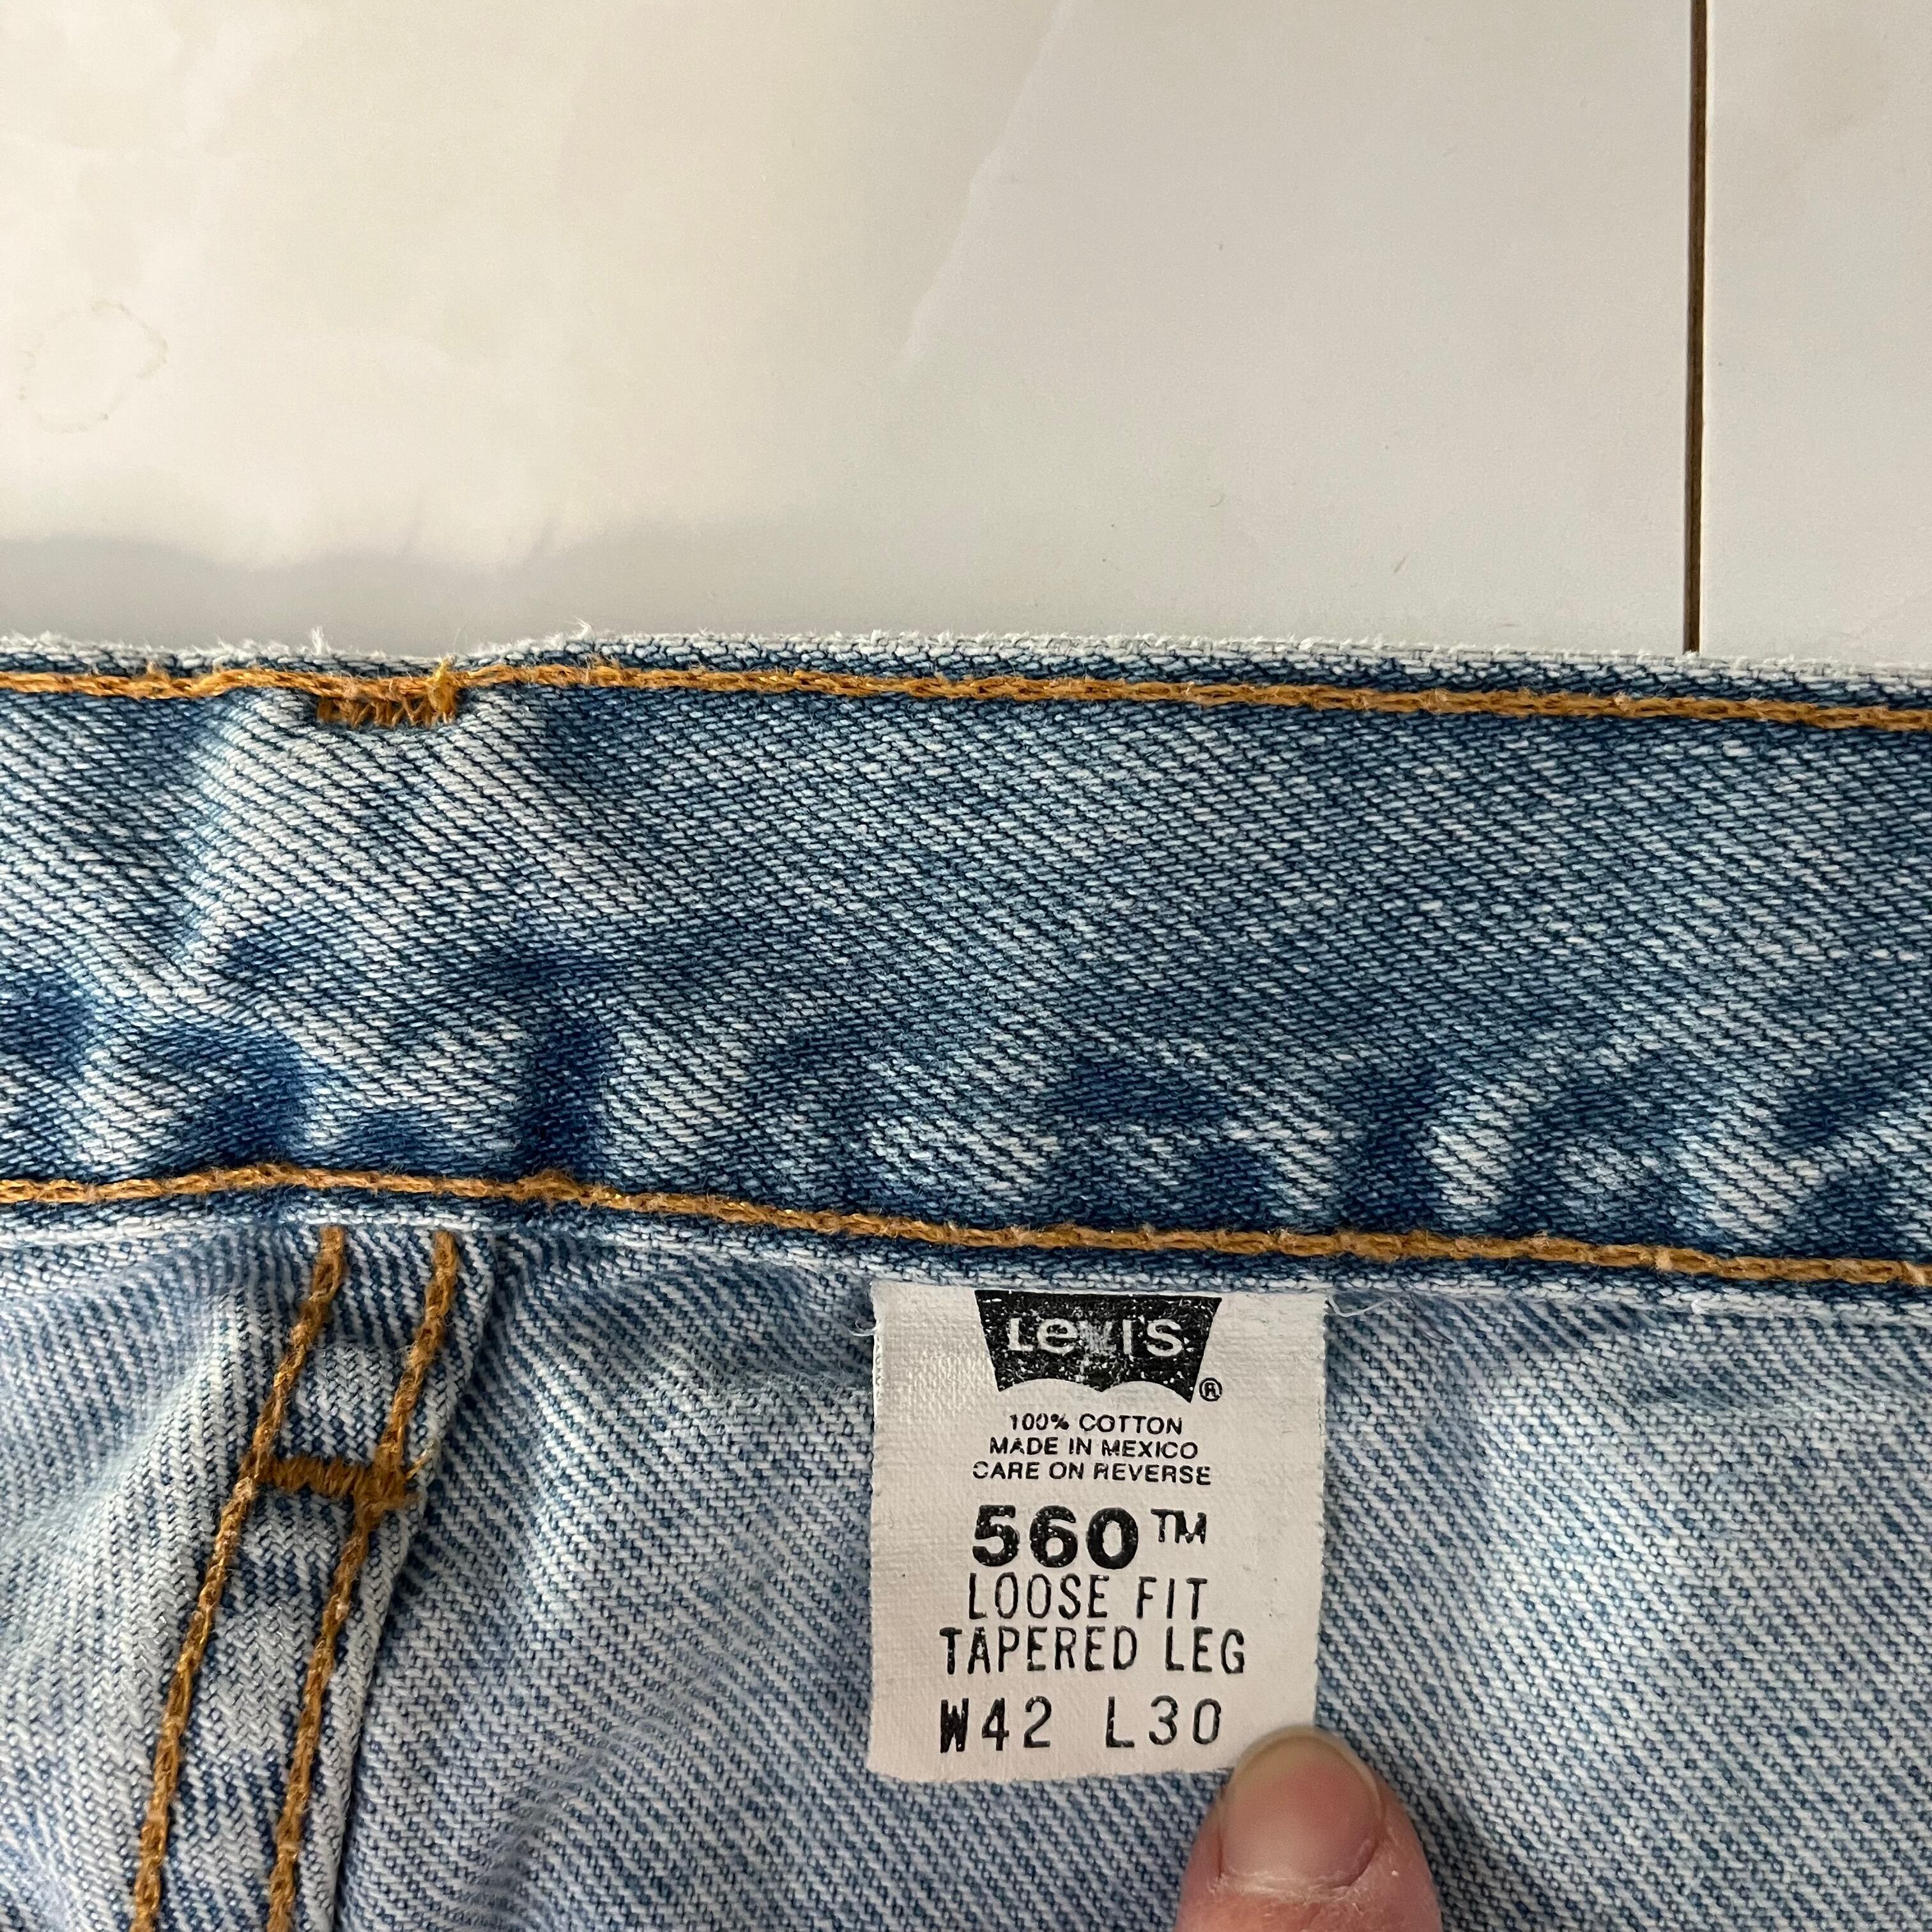 Levi's®
100% COTTON
MADE IN MEXICO
CARE ON REVERSE
560™
LOOSE FIT
TAPERED LEG
W42 L30